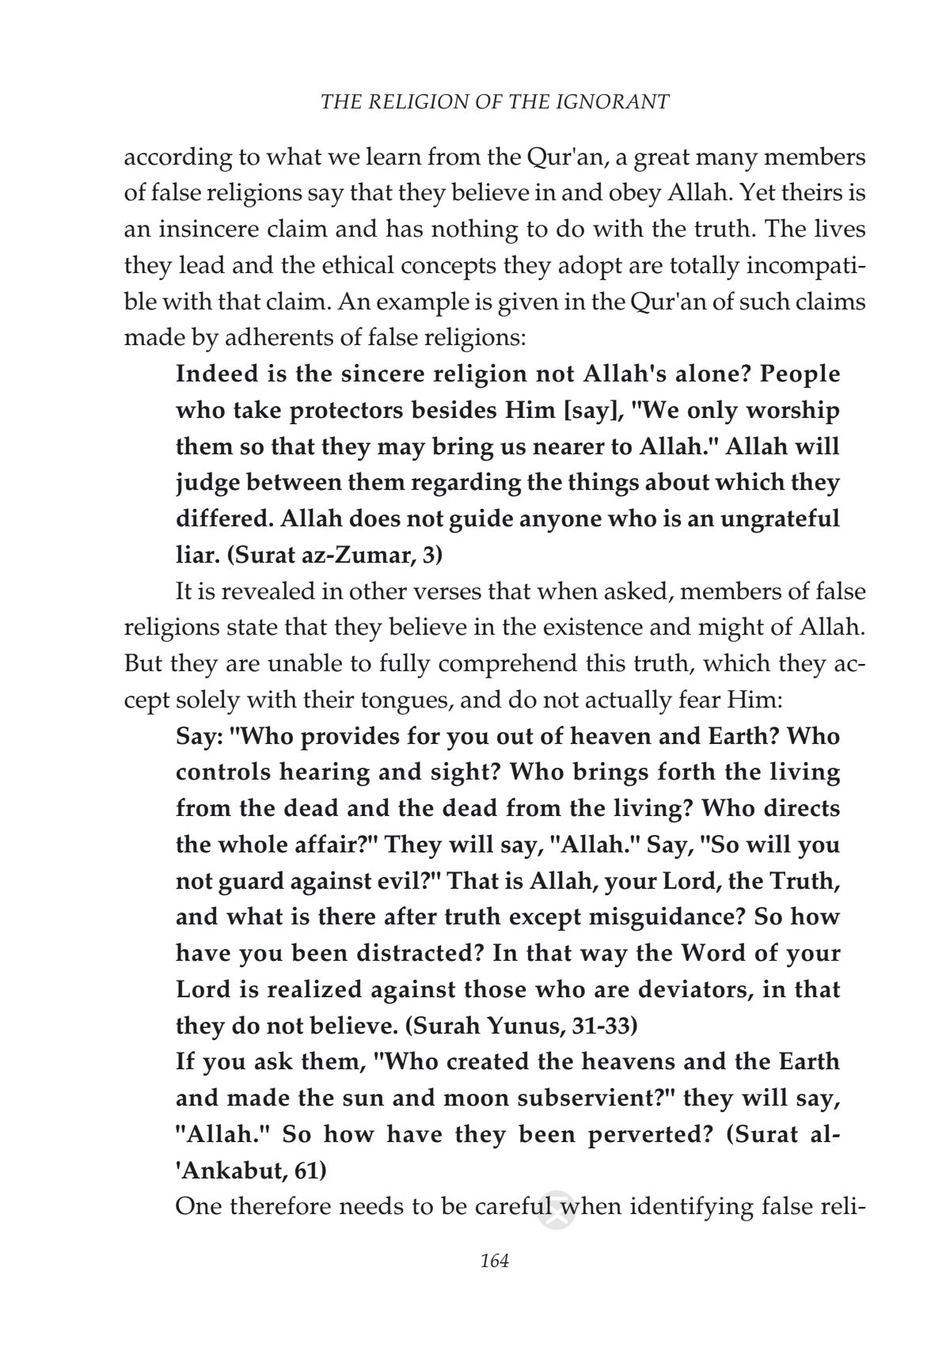 THE RELIGION OF THE IGNORANT
according to what we learn from the Qur'an, a great many members
of false religions say that they believe in and obey Allah. Yet theirs is
an insincere claim and has nothing to do with the truth. The lives
they lead and the ethical concepts they adopt are totally incompati-
ble with that claim. An example is given in the Qur'an of such claims
made by adherents of false religions:
Indeed is the sincere religion not Allah's alone? People
who take protectors besides Him [say], "We only worship
them so that they may bring us nearer to Allah." Allah will
judge between them regarding the things about which they
differed. Allah does not guide anyone who is an ungrateful
liar. (Surat az-Zumar, 3)
It is revealed in other verses that when asked, members of false
religions state that they believe in the existence and might of Allah.
But they are unable to fully comprehend this truth, which they ac-
cept solely with their tongues, and do not actually fear Him:
Say: "Who provides for you out of heaven and Earth? Who
controls hearing and sight? Who brings forth the living
from the dead and the dead from the living? Who directs
the whole affair?" They will say, "Allah." Say, "So will you
not guard against evil?" That is Allah, your Lord, the Truth,
and what is there after truth except misguidance? So how
have you been distracted? In that way the Word of your
Lord is realized against those who are deviators, in that
they do not believe. (Surah Yunus, 31-33)
If you ask them, "Who created the heavens and the Earth
and made the sun and moon subservient?" they will say,
"Allah." So how have they been perverted? (Surat al-
'Ankabut, 61)
One therefore needs to be careful when identifying false reli-
164